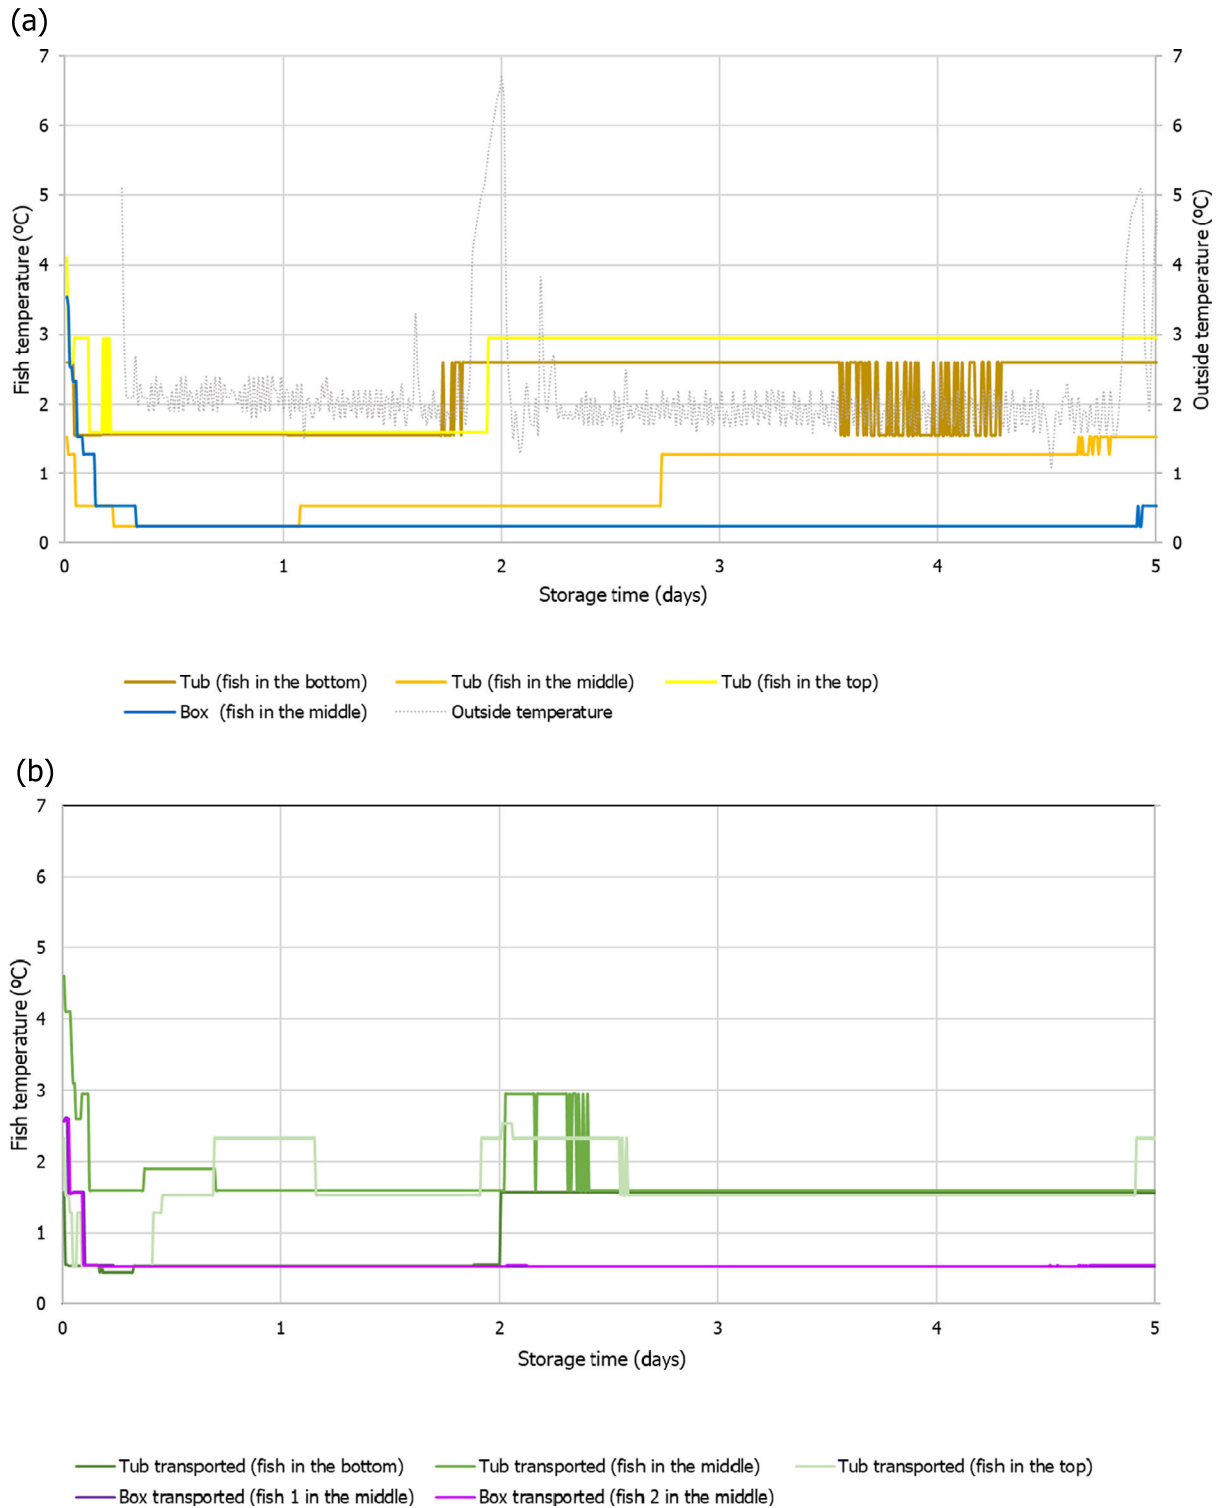 (a)
7 7
6 6
5 5
4 4
3 3
2 2
1 1
0 0
Fish temperature (ºC)
Outside temperature (ºC)
0 1 2 3 4 5
Storage time (days)
Tub (fish in the bottom) Tub (fish in the middle) Tub (fish in the top)
Box (fish in the middle) Outside temperature
(b)
7
6
5
4
3
2
1
0
Fish temperature (ºC)
0 1 2 3 4 5
Storage time (days)
Tub transported (fish in the bottom) Tub transported (fish in the middle) Tub transported (fish in the top)
Box transported (fish 1 in the middle) Box transported (fish 2 in the middle)